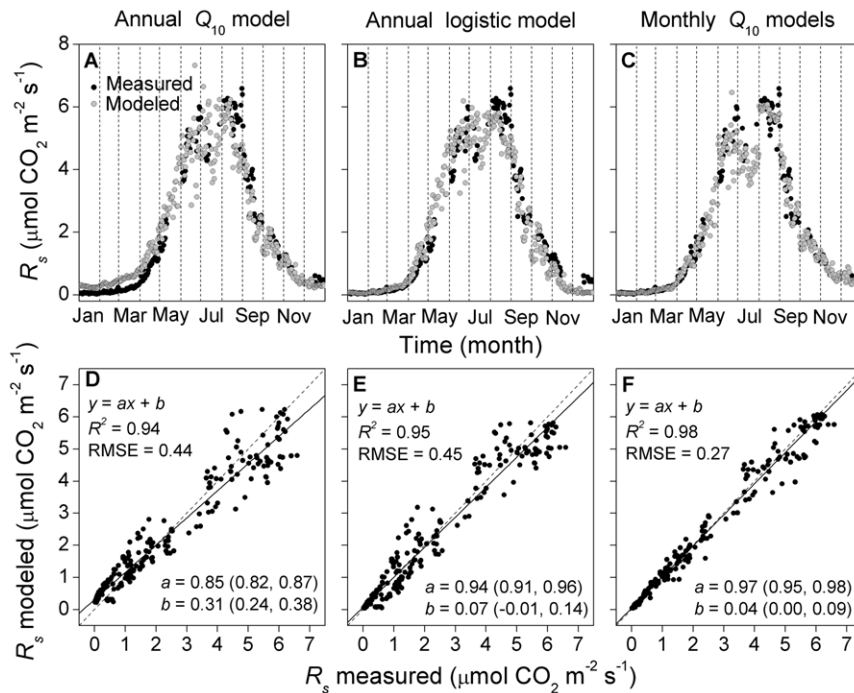 Annual Q10 model
Annual logistic model
Monthly Q10 models
Rs (μmol CO2 m-2 s-1)
8
6
4
2
0
A
Measured
Modeled
B
C
Jan Mar May Jul Sep Nov
Jan Mar May Jul Sep Nov
Jan Mar May Jul Sep Nov
Time (month)
Rs modeled (μmol CO2 m-2 s-1)
7
6
5
4
3
2
1
0
D
y = ax + b
R2 = 0.94
RMSE = 0.44
a = 0.85 (0.82, 0.87)
b = 0.31 (0.24, 0.38)
E
y = ax + b
R2 = 0.95
RMSE = 0.45
a = 0.94 (0.91, 0.96)
b = 0.07 (-0.01, 0.14)
F
y = ax + b
R2 = 0.98
RMSE = 0.27
a = 0.97 (0.95, 0.98)
b = 0.04 (0.00, 0.09)
0 1 2 3 4 5 6 7
0 1 2 3 4 5 6 7
0 1 2 3 4 5 6 7
Rs measured (μmol CO2 m-2 s-1)